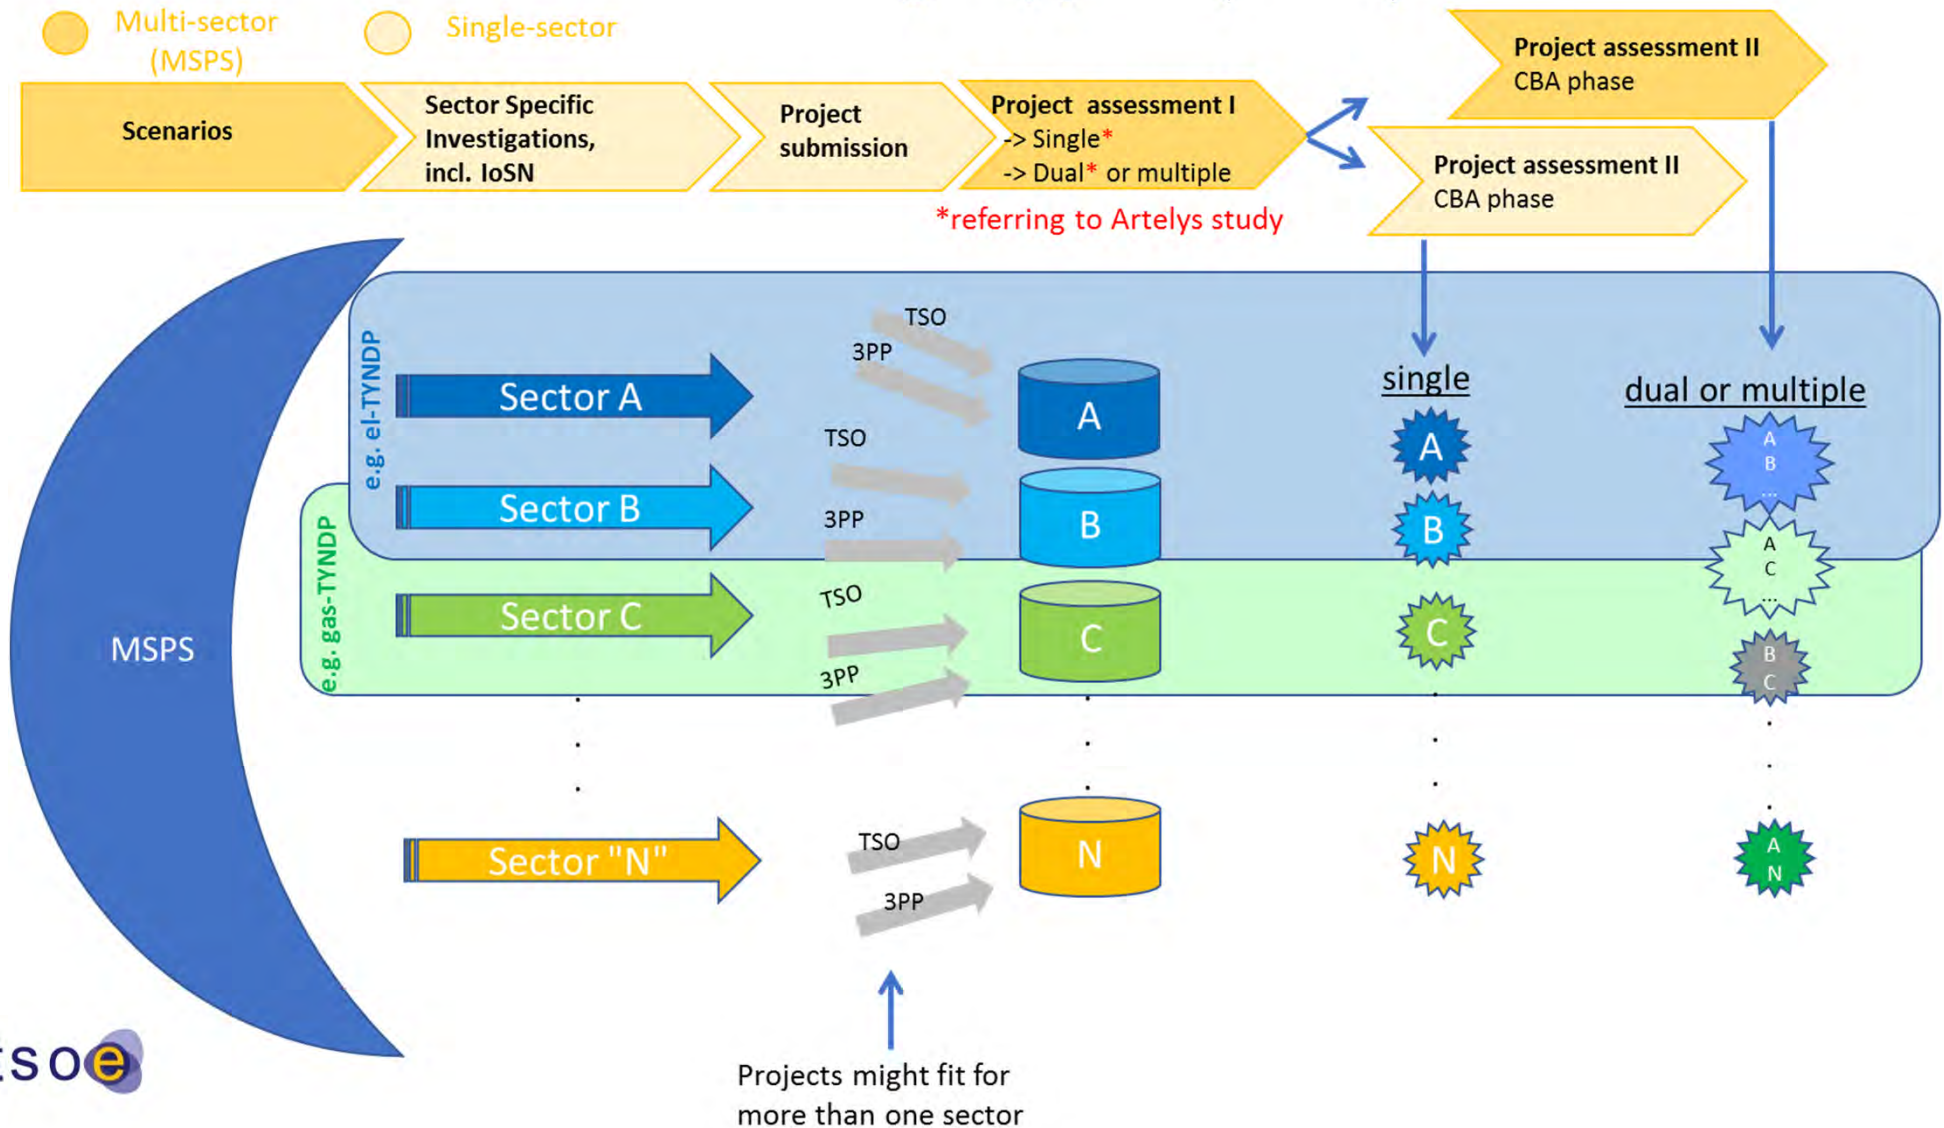 Multi-sector
(MSPS)
Single-sector
Scenarios
Sector Specific
Investigations,
incl. IoSN
Project
submission
Project assessment I
-> Single*
-> Dual* or multiple
*referring to Artelys study
Project assessment II
CBA phase
Project assessment II
CBA phase
MSPS
e.g. el-TYNDP
e.g. gas-TYNDP
Sector A
TSO
3PP
A
single
A
dual or multiple
A
B
...
Sector B
TSO
3PP
B
B
A
C
...
Sector C
TSO
3PP
C
C
B
C
Sector "N"
TSO
3PP
N
N
A
N
Projects might fit for
more than one sector
soe